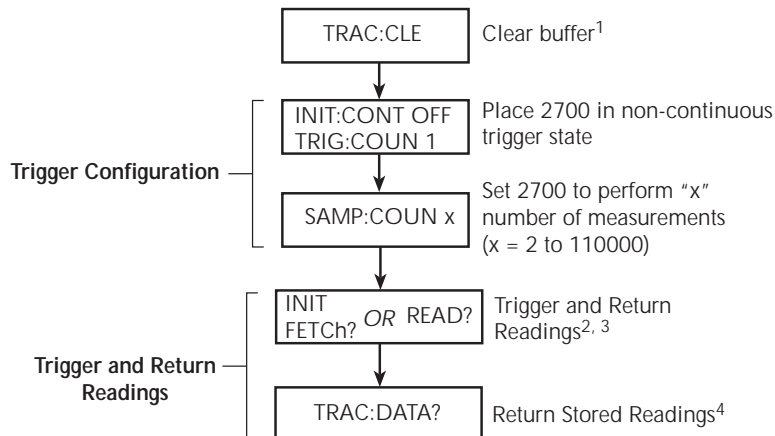 TRAC:CLE
Clear buffer1
Trigger Configuration
INIT:CONT OFF
TRIG:COUN 1
Place 2700 in non-continuous
trigger state
SAMP:COUN x
Set 2700 to perform “x”
number of measurements
(x = 2 to 110000)
Trigger and Return
Readings
INIT
FETCh?
OR READ?
Trigger and Return
Readings2, 3
TRAC:DATA?
Return Stored Readings4